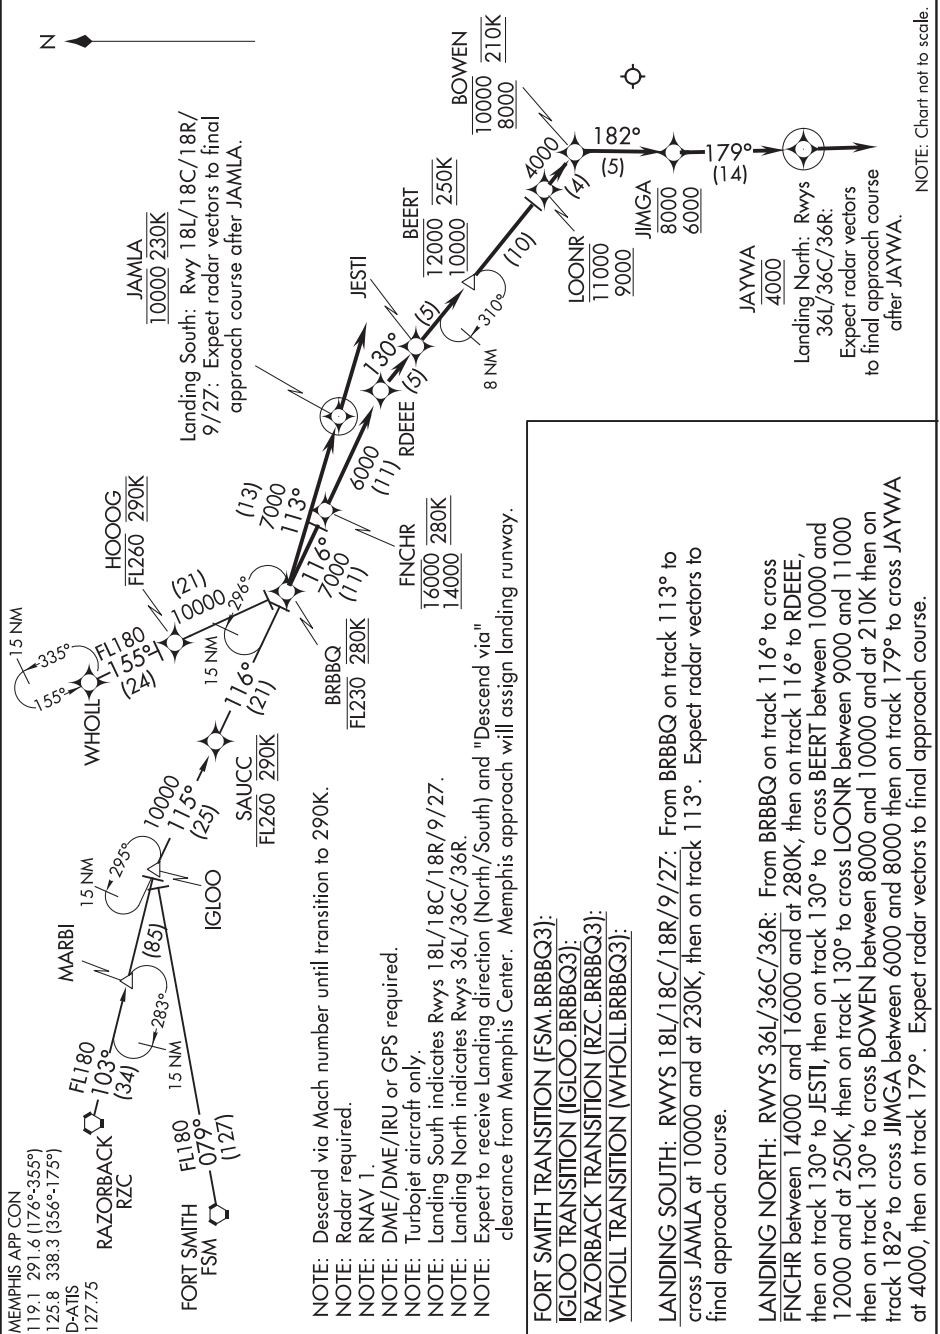 MEMPHIS APP CON
119.1  291.6 (176°-355°)
125.8  338.3 (356°-175°)
D-ATIS
127.75
N
RAZORBACK
RZC
FL180
103°
(34)
MARBI
283°
15 NM
(85)
FORT SMITH
FSM
FL180
079°
(127)
15 NM
295°
IGLOO
10000
115°
(25)
SAUCC
FL260  290K
116°
(21)
WHOLL
15 NM
335°
155°
FL180
155°
(24)
HOOOG
FL260  290K
(21)
10000
15 NM
296°
BRBBQ
FL230  280K
116°
7000
(11)
(13)
7000
113°
FNCHR
16000  280K
14000
6000
(11)
JAMLA
10000 230K
Landing South:  Rwy 18L/18C/18R/
9/27:  Expect radar vectors to final
approach course after JAMLA.
RDEEE
130°
(5)
JESTI
(5)
BEERT
12000  250K
10000
310°
8 NM
(10)
LOONR
11000
9000
4000
(4)
BOWEN
10000  210K
8000
182°
(5)
JIMGA
8000
6000
179°
(14)
JAYWA
4000
Landing North:  Rwys
36L/36C/36R:
Expect radar vectors
to final approach course
after JAYWA.
NOTE: Chart not to scale.
NOTE:  Descend via Mach number until transition to 290K.
NOTE:  Radar required.
NOTE:  RNAV 1.
NOTE:  DME/DME/IRU or GPS required.
NOTE:  Turbojet aircraft only.
NOTE:  Landing South indicates Rwys 18L/18C/18R/9/27.
NOTE:  Landing North indicates Rwys 36L/36C/36R.
NOTE:  Expect to receive Landing direction (North/South) and "Descend via"
clearance from Memphis Center.  Memphis approach will assign landing runway.
FORT SMITH TRANSITION (FSM.BRBBQ3):
IGLOO TRANSITION (IGLOO.BRBBQ3):
RAZORBACK TRANSITION (RZC.BRBBQ3):
WHOLL TRANSITION (WHOLL.BRBBQ3):
LANDING SOUTH:  RWYS 18L/18C/18R/9/27:  From BRBBQ on track 113° to
cross JAMLA at 10000 and at 230K, then on track 113°.  Expect radar vectors to
final approach course.
LANDING NORTH:  RWYS 36L/36C/36R:  From BRBBQ on track 116° to cross
FNCHR between 14000  and 16000 and at 280K, then on track 116° to RDEEE,
then on track 130° to JESTI, then on track 130° to cross BEERT between 10000 and
12000 and at 250K, then on track 130° to cross LOONR between 9000 and 11000
then on track 130° to cross BOWEN between 8000 and 10000 and at 210K then on
track 182° to cross JIMGA between 6000 and 8000 then on track 179° to cross JAYWA
at 4000, then on track 179°.  Expect radar vectors to final approach course.